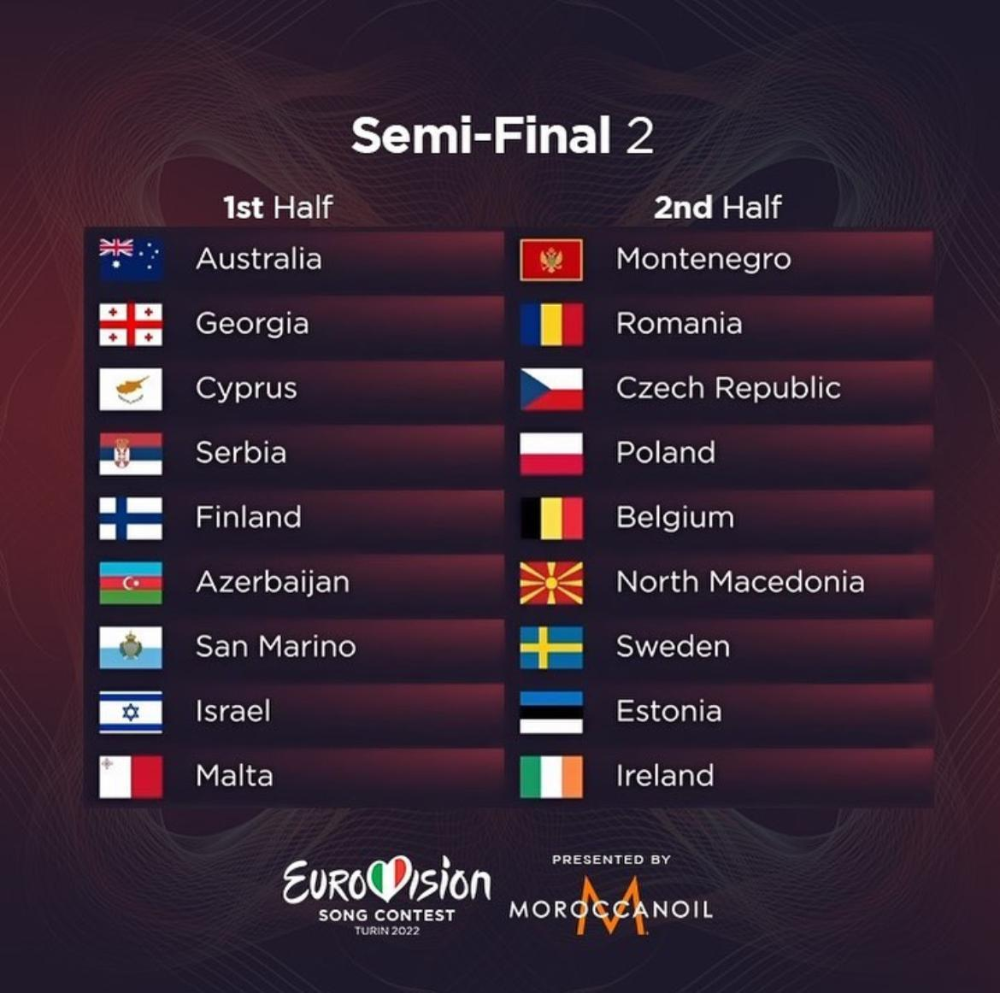 Semi-Final 2
1st Half
Australia
Georgia
Cyprus
Serbia
Finland
Azerbaijan
San Marino
Israel
Malta
2nd Half
Montenegro
Romania
Czech Republic
Poland
Belgium
North Macedonia
Sweden
Estonia
Ireland
EUROVISION
SONG CONTEST
TURIN 2022
PRESENTED BY
M
MOROCCANOIL